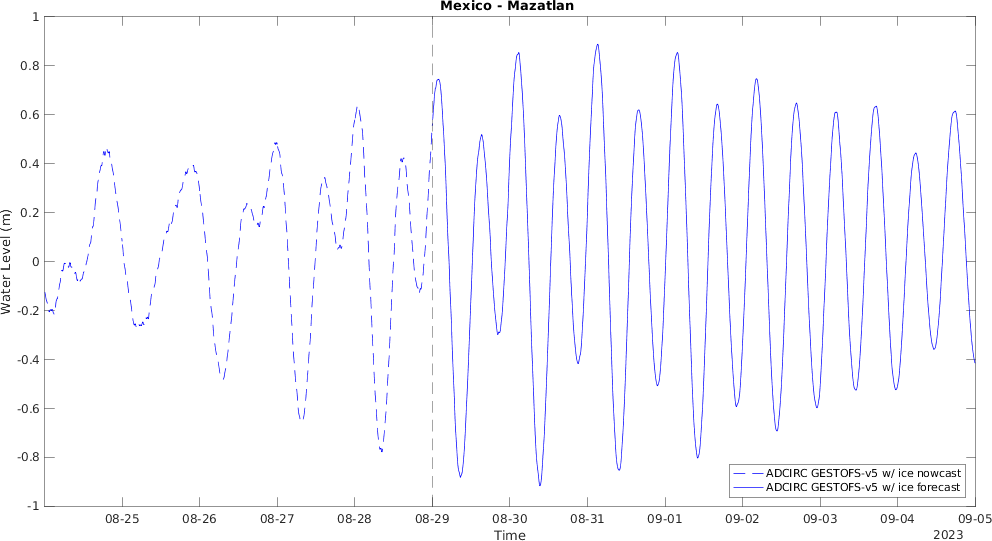 Mexico - Mazatlan
Water Level (m)
1
0.8
0.6
0.4
0.2
0
-0.2
-0.4
-0.6
-0.8
-1
08-25 08-26 08-27 08-28 08-29 08-30 08-31 09-01 09-02 09-03 09-04 09-05
Time
2023
ADCIRC GESTOFS-v5 w/ ice nowcast
ADCIRC GESTOFS-v5 w/ ice forecast